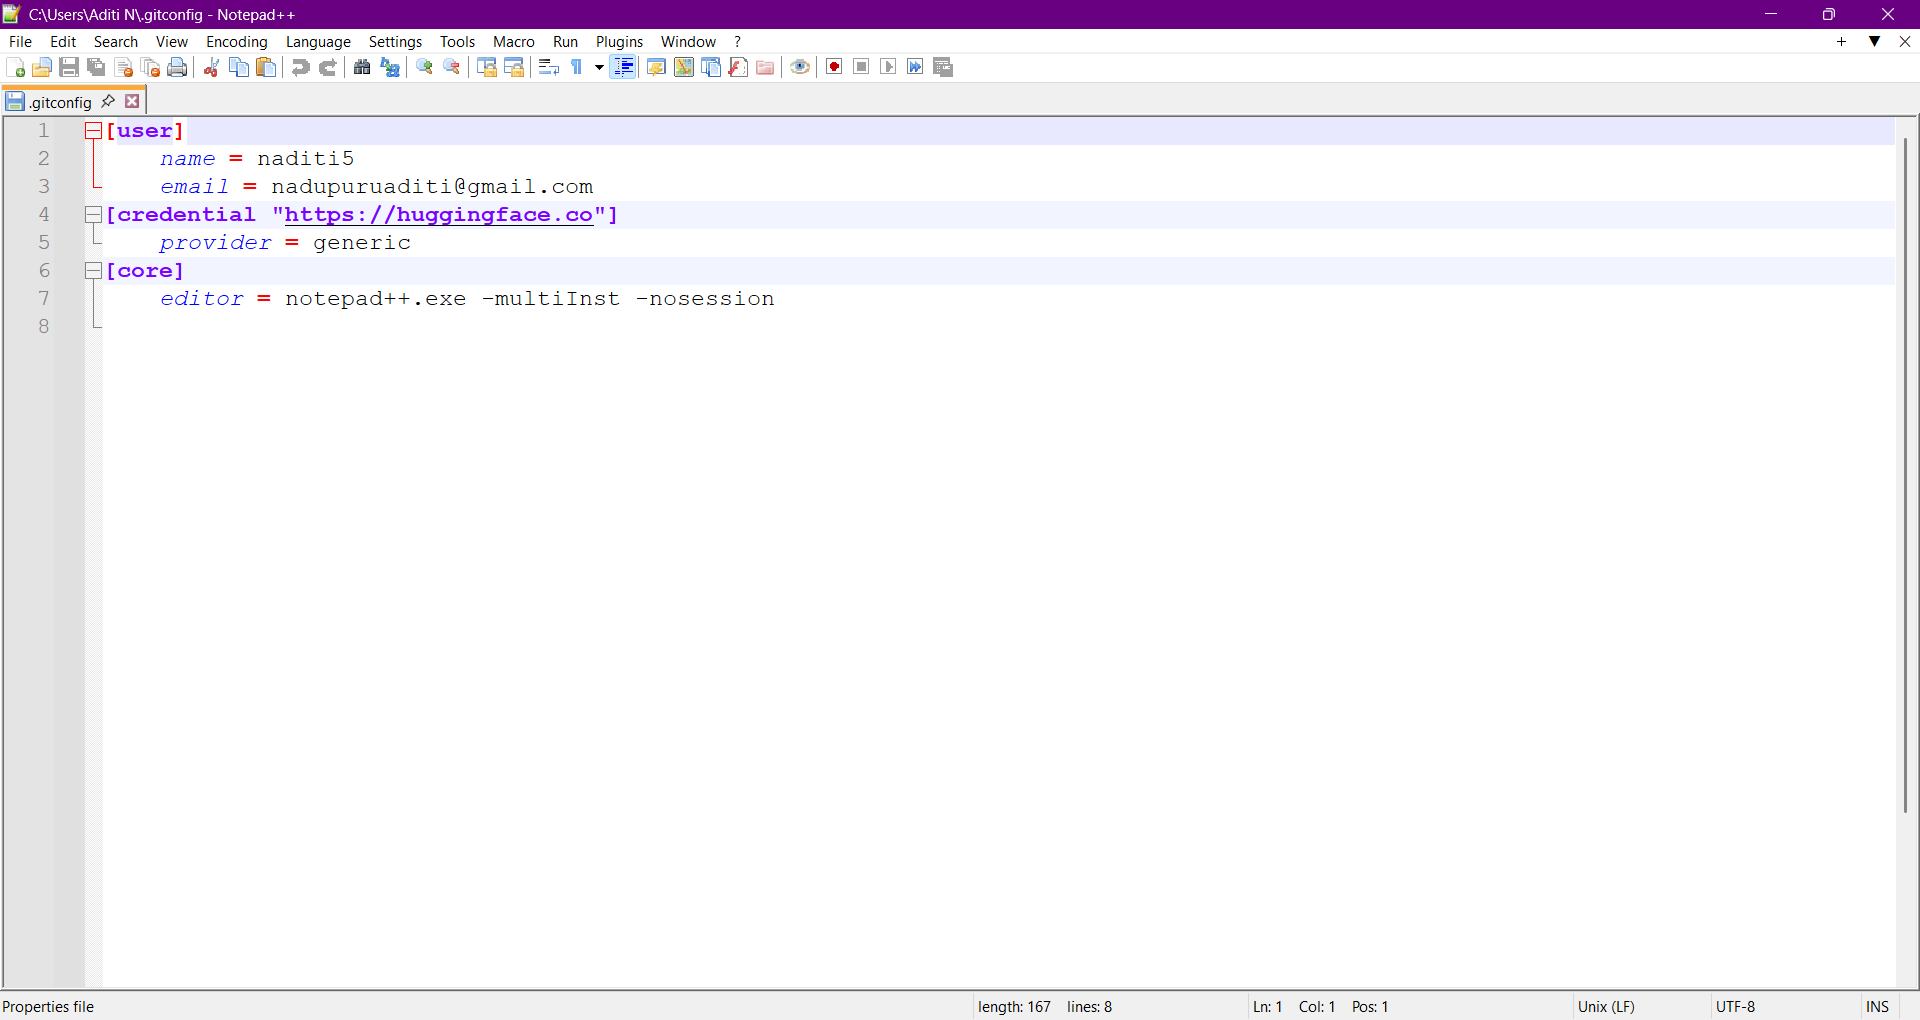 C:\Users\Aditi N\.gitconfig - Notepad++
File Edit Search View Encoding Language Settings Tools Macro Run Plugins Window ?
.gitconfig
1 [user]
2 name = naditi5
3 email = nadupuruaditi@gmail.com
4 [credential "https://huggingface.co"]
5 provider = generic
6 [core]
7 editor = notepad++.exe -multiInst -nosession
8
Properties file length: 167 lines: 8 Ln: 1 Col: 1 Pos: 1 Unix (LF) UTF-8 INS